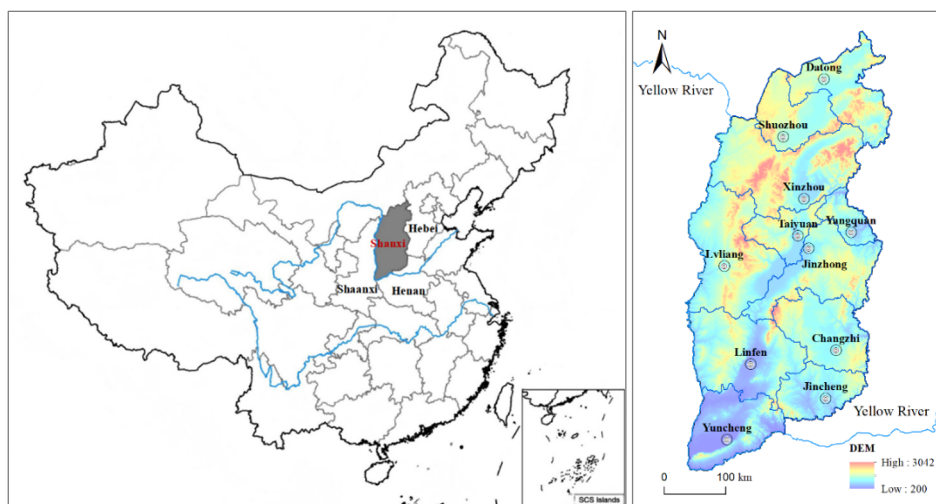 Hebei
Shanxi
Shaanxi
Henan
SCS Islands
N
Yellow River
Datong
Shuozhou
Xinzhou
Taiyuan
Yangquan
Lvliang
Jinzhong
Changzhi
Linfen
Jincheng
Yellow River
Yuncheng
DEM
High : 3042
Low : 200
0 100 km